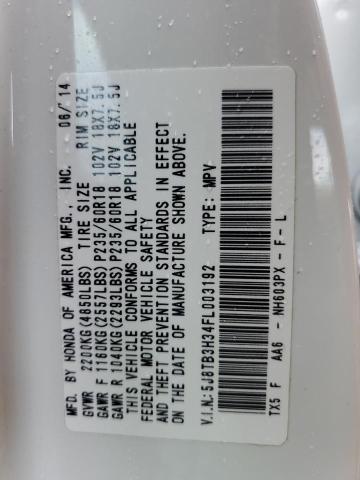 MFD. BY HONDA OF AMERICA MFG., INC. 06/'14
GVWR 2200KG(4850LBS) TIRE SIZE RIM SIZE
GAWR F 1160KG(2557LBS)P235/60R18 102V 18X7.5J
GAWR R 1040KG(2293LBS)P235/60R18 102V 18X7.5J
THIS VEHICLE CONFORMS TO ALL APPLICABLE
FEDERAL MOTOR VEHICLE SAFETY
AND THEFT PREVENTION STANDARDS IN EFFECT
ON THE DATE OF MANUFACTURE SHOWN ABOVE.
V.I.N:5J8TB3H34FL003192 TYPE: MPV
TX5 F AA6 - NH603PX - F - L